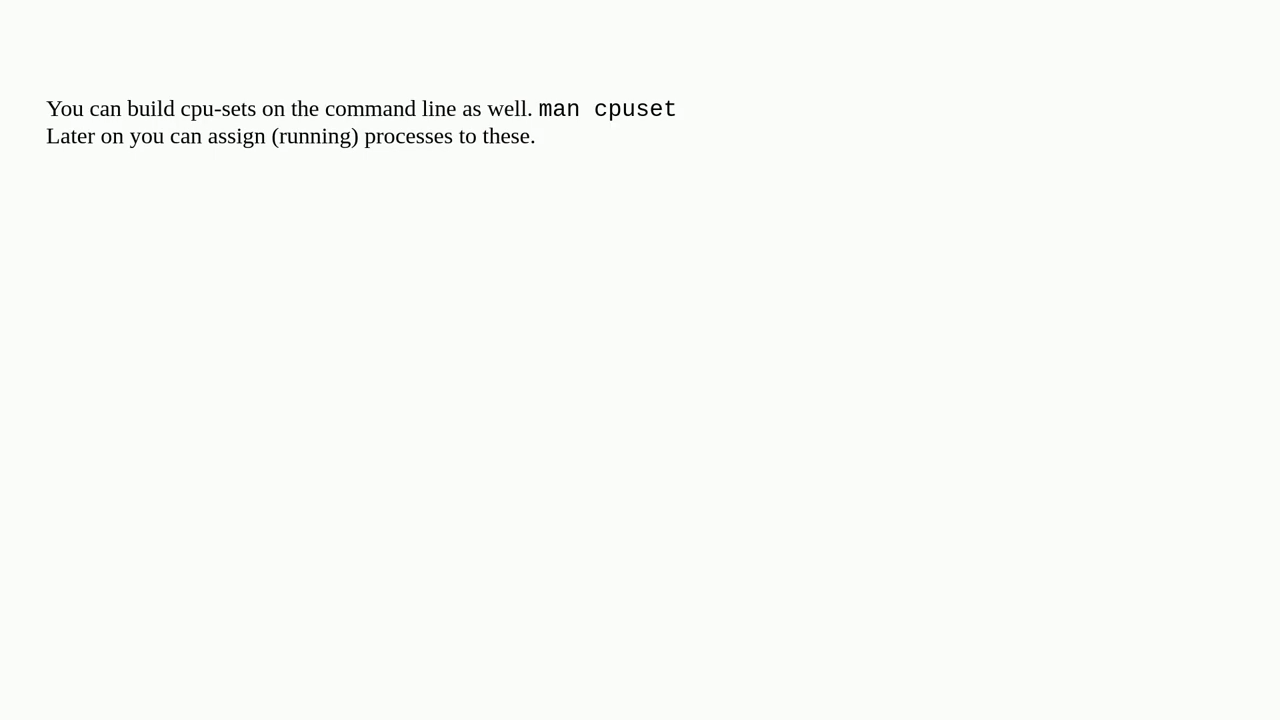 You can build cpu-sets on the command line as well. man cpuset
Later on you can assign (running) processes to these.